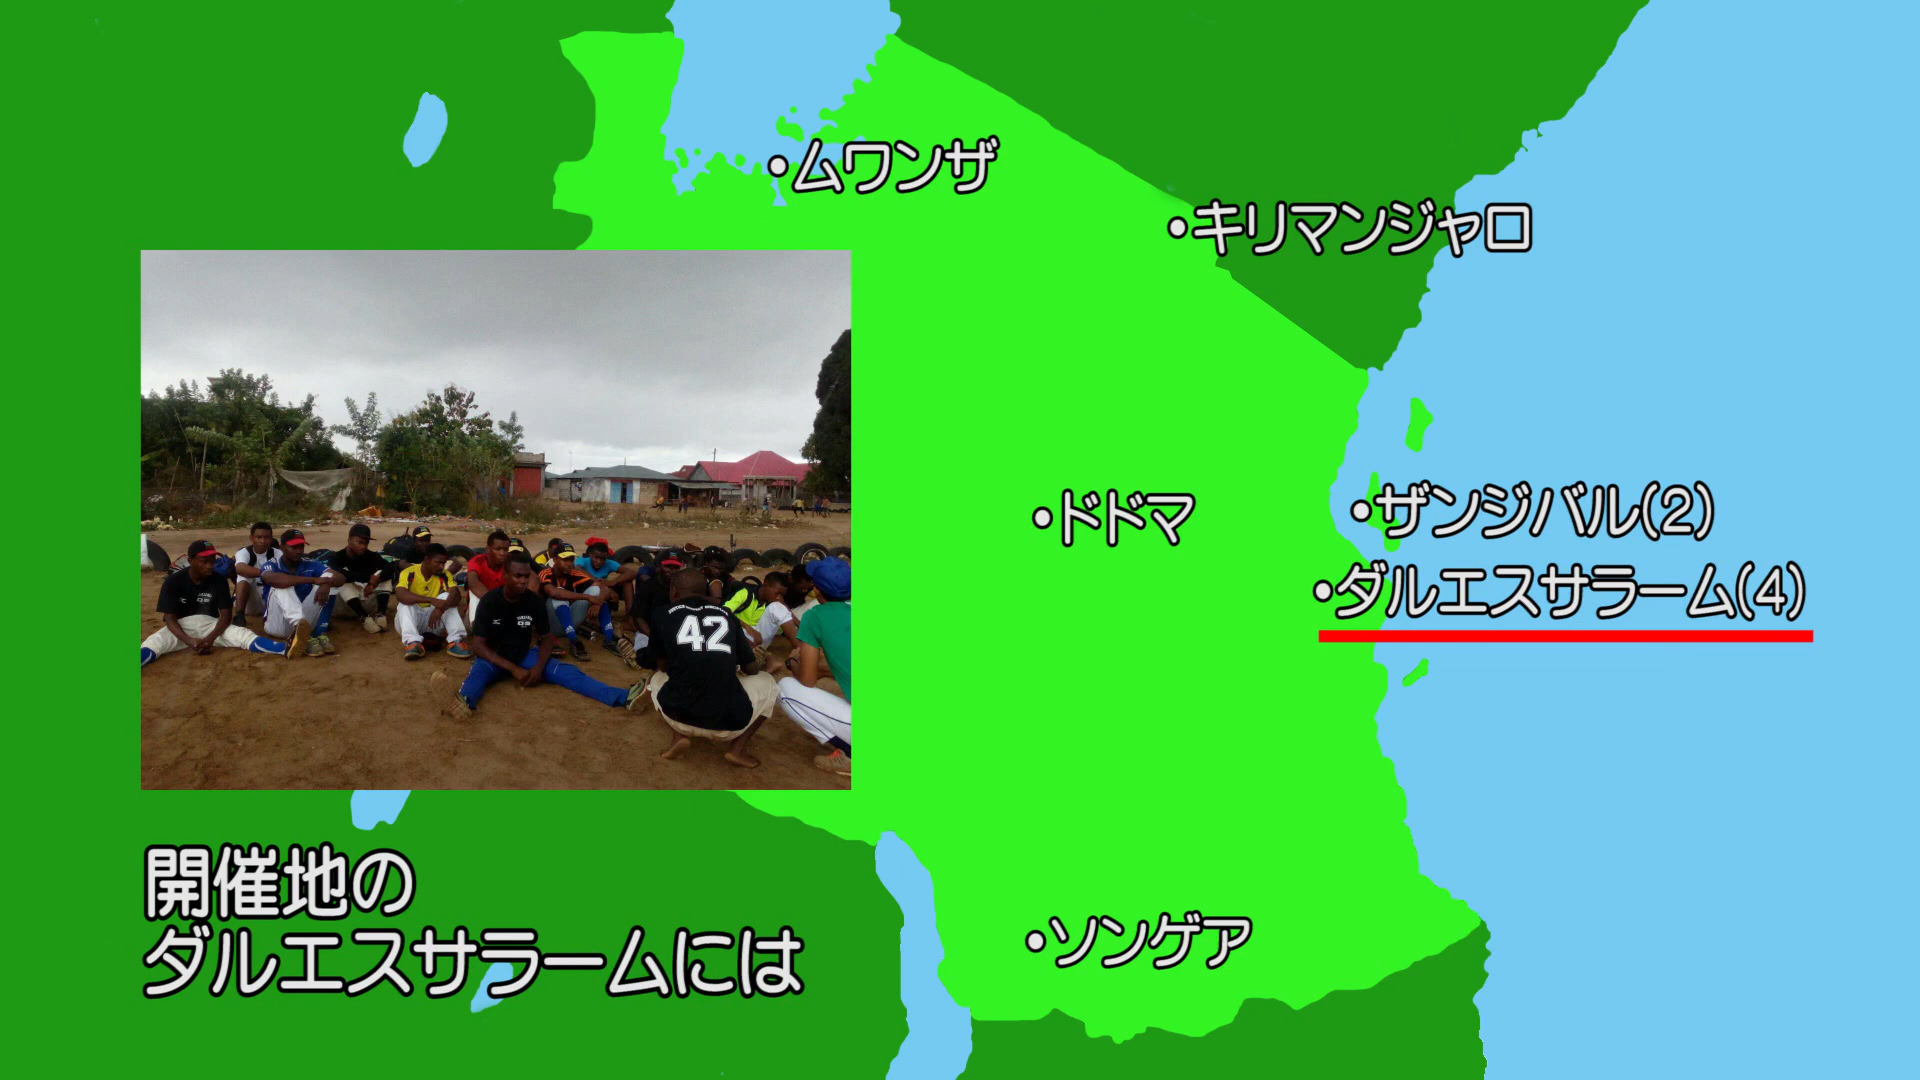 ・ムワンザ
・キリマンジャロ
・ドドマ
・ザンジバル(2)
・ダルエスサラーム(4)
42
開催地の
ダルエスサラームには
・ソンゲア